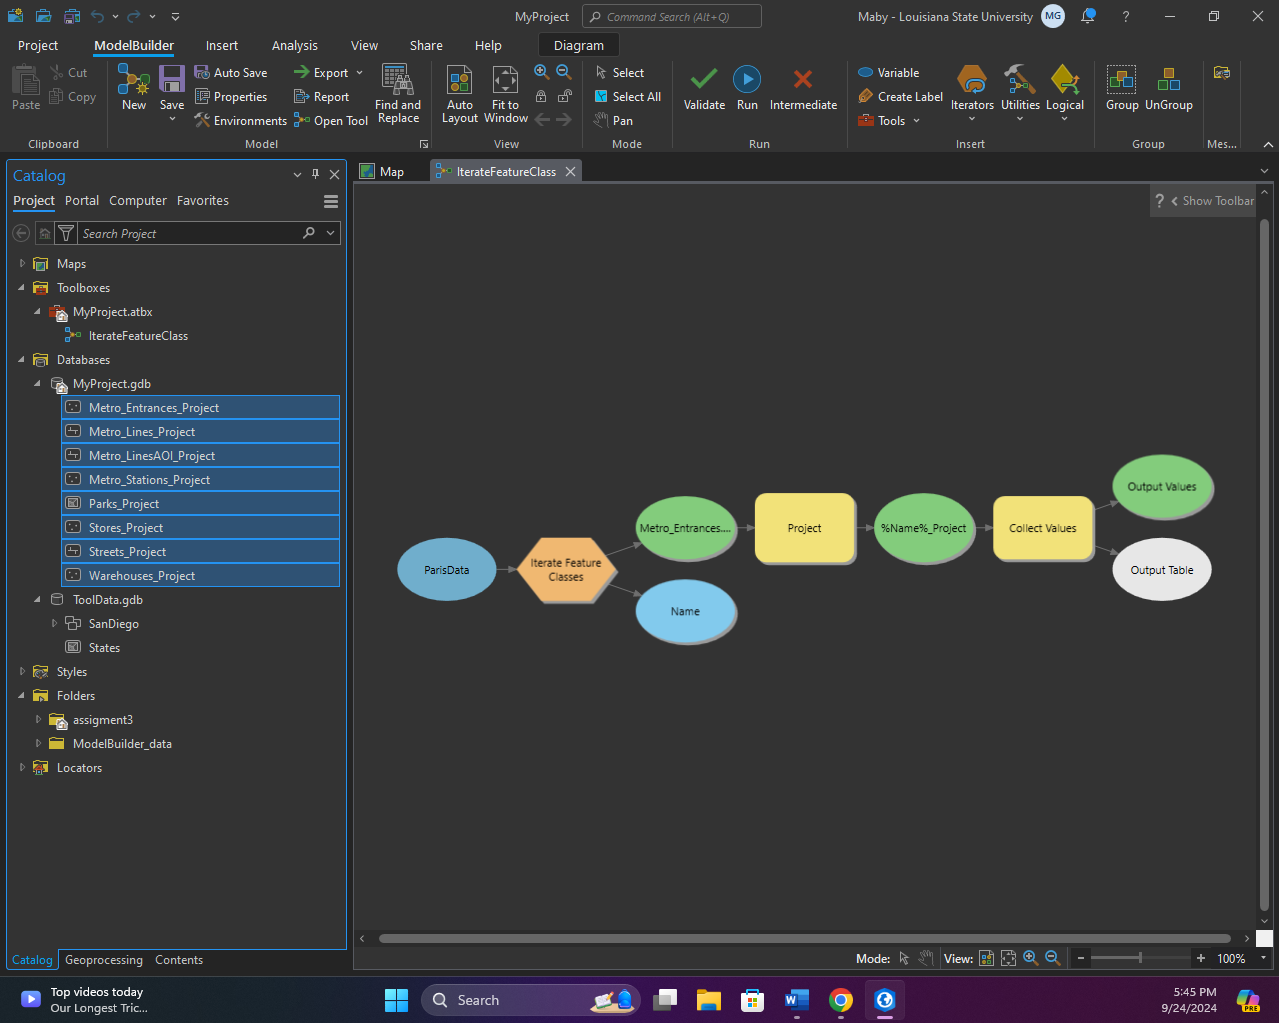 MyProject
Command Search (Alt+Q)
Maby - Louisiana State University
MG
?
Project
ModelBuilder
Insert
Analysis
View
Share
Help
Diagram
Paste
Cut
Copy
Clipboard
New
Save
Auto Save
Properties
Environments
Export
Report
Open Tool
Find and
Replace
Model
Auto
Layout
Fit to
Window
View
Select
Select All
Pan
Mode
Validate
Run
Intermediate
Run
Variable
Create Label
Tools
Iterators
Utilities
Logical
Insert
Group
UnGroup
Group
Mes...
Catalog
Project
Portal
Computer
Favorites
Search Project
Maps
Toolboxes
MyProject.atbx
IterateFeatureClass
Databases
MyProject.gdb
Metro_Entrances_Project
Metro_Lines_Project
Metro_LinesAOI_Project
Metro_Stations_Project
Parks_Project
Stores_Project
Streets_Project
Warehouses_Project
ToolData.gdb
SanDiego
States
Styles
Folders
assigment3
ModelBuilder_data
Locators
Catalog
Geoprocessing
Contents
Map
IterateFeatureClass
? < Show Toolbar
ParisData
Iterate Feature
Classes
Metro_Entrances....
Name
Project
%Name%_Project
Collect Values
Output Values
Output Table
Mode:
View:
100%
Top videos today
Our Longest Tric...
Search
5:45 PM
9/24/2024
PRE